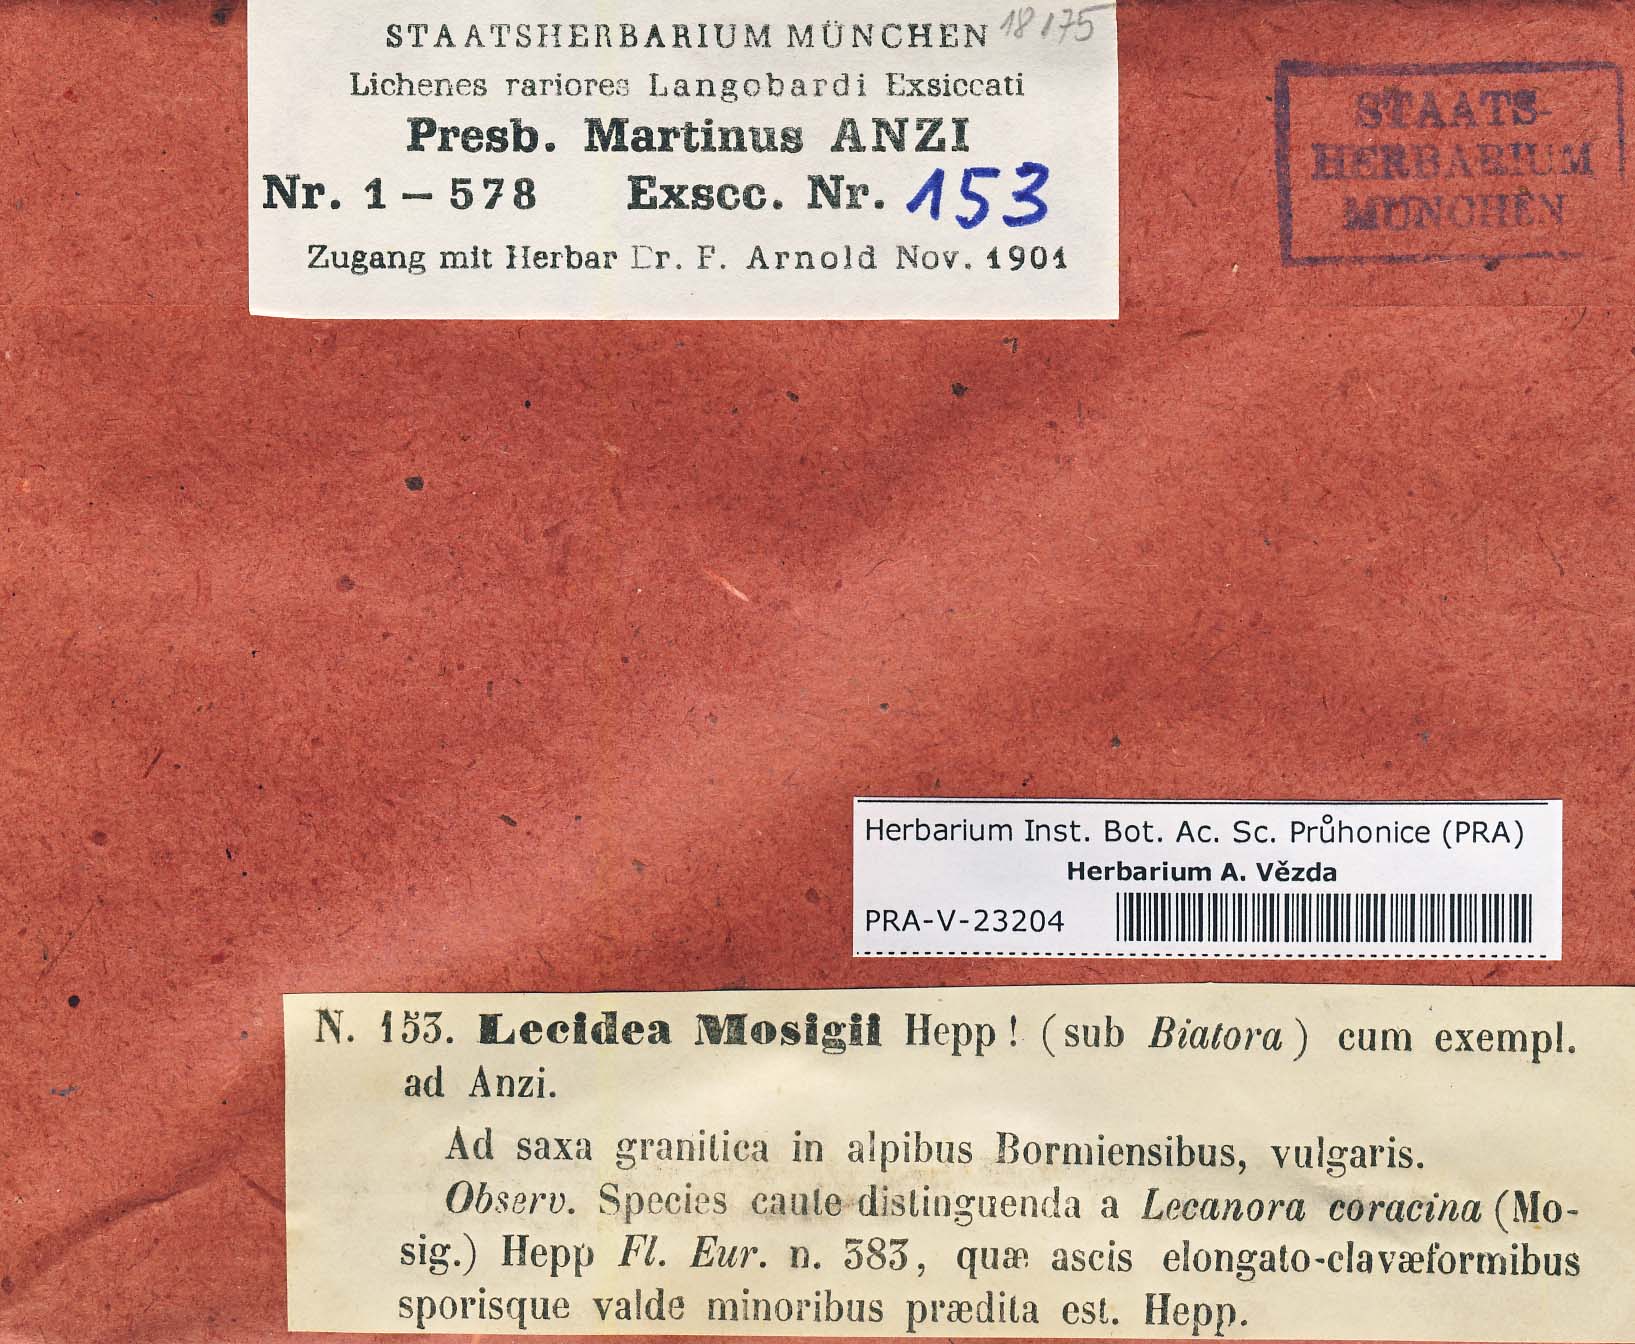 STAATSHERBARIUM MÜNCHEN 18175
Lichenes rariores Langobardi Exsiccati
Presb. Martinus ANZI
Nr. 1 – 578 Exscc. Nr. 153
Zugang mit Herbar Dr. F. Arnold Nov. 1901
STAATS-
HERBARIUM
MÜNCHEN
Herbarium Inst. Bot. Ac. Sc. Průhonice (PRA)
Herbarium A. Vězda
PRA-V-23204
N. 153. Lecidea Mosigii Hepp! (sub Biatora) cum exempl.
ad Anzi.
Ad saxa granitica in alpibus Bormiensibus, vulgaris.
Observ. Species caute distinguenda a Lecanora coracina (Mo-
sig.) Hepp Fl. Eur. n. 383, quæ ascis elongato-clavæformibus
sporisque valde minoribus prædita est. Hepp.